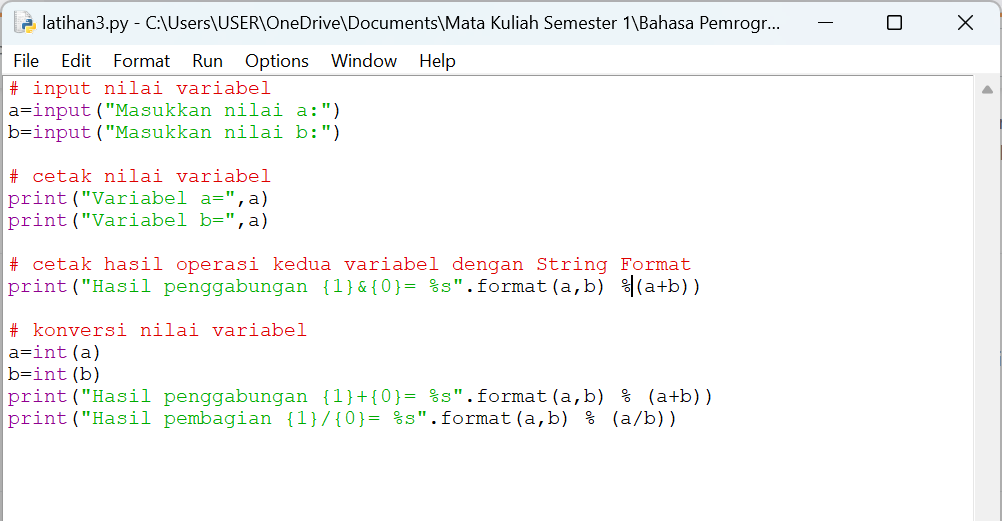 latihan3.py - C:\Users\USER\OneDrive\Documents\Mata Kuliah Semester 1\Bahasa Pemrogr...
File Edit Format Run Options Window Help
# input nilai variabel
a=input("Masukkan nilai a:")
b=input("Masukkan nilai b:")
# cetak nilai variabel
print("Variabel a=",a)
print("Variabel b=",a)
# cetak hasil operasi kedua variabel dengan String Format
print("Hasil penggabungan {1}&{0}= %s".format(a,b) %(a+b))
# konversi nilai variabel
a=int(a)
b=int(b)
print("Hasil penggabungan {1}+{0}= %s".format(a,b) % (a+b))
print("Hasil pembagian {1}/{0}= %s".format(a,b) % (a/b))